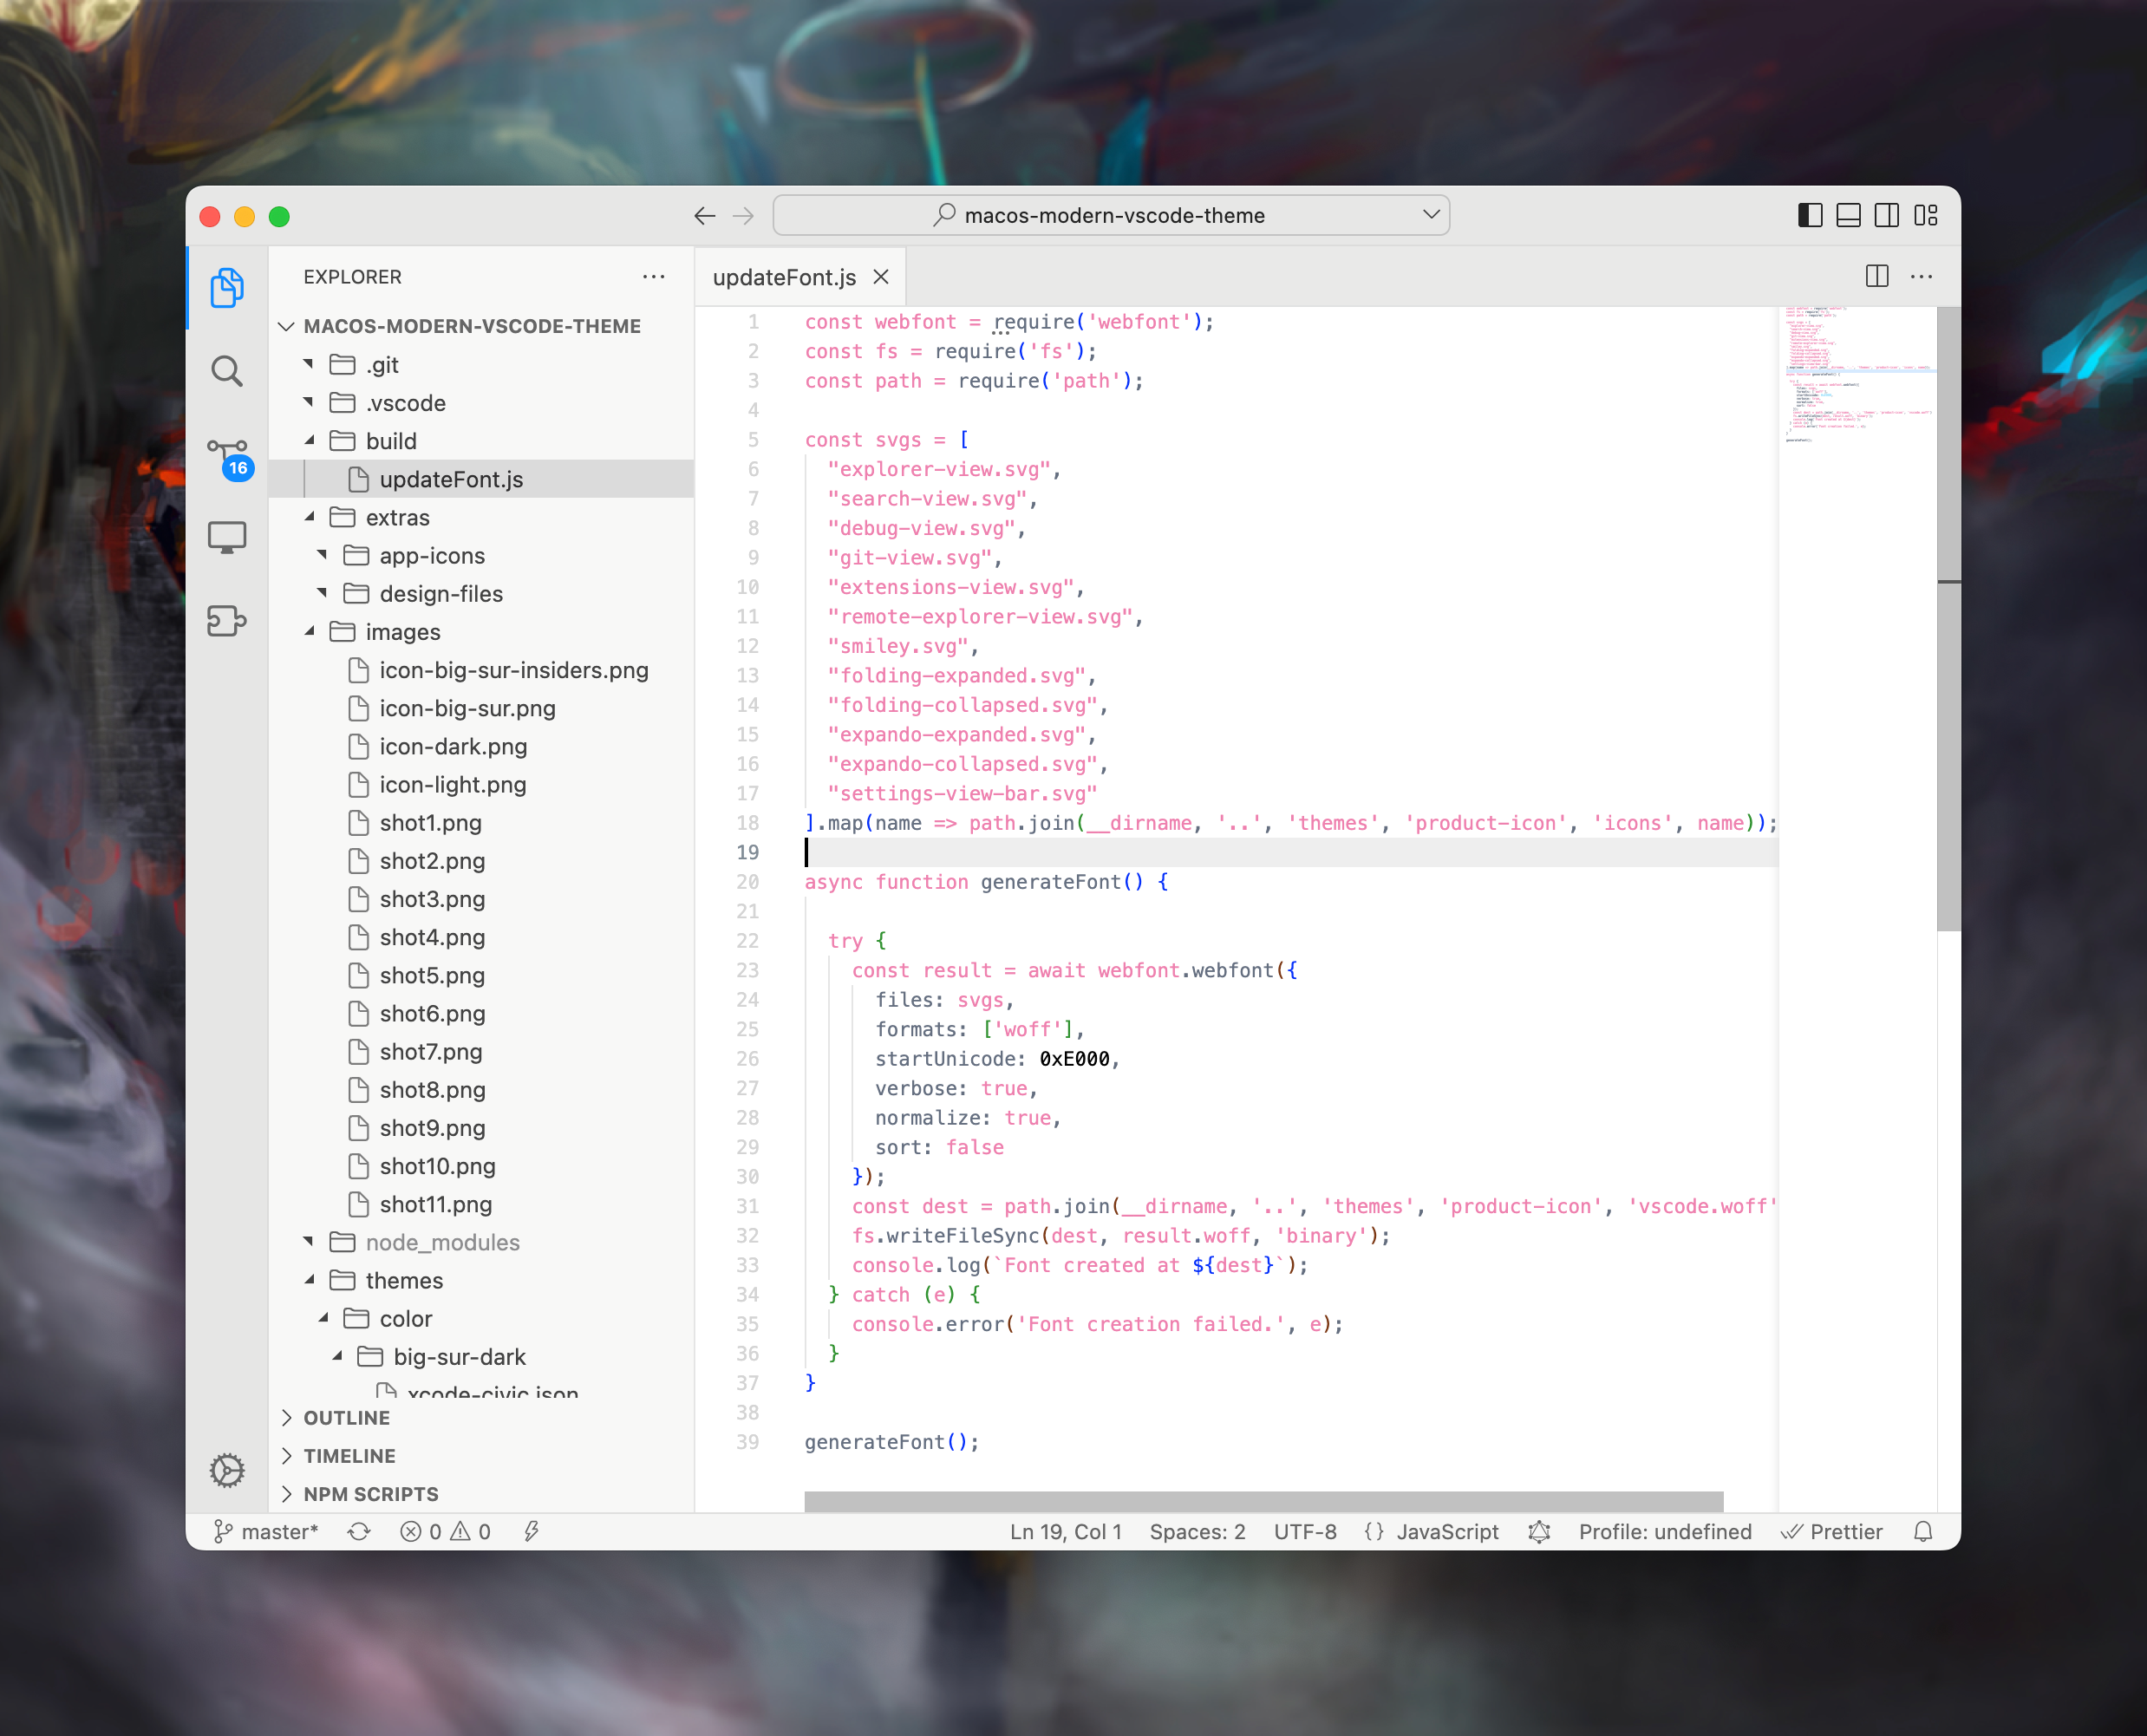 macos-modern-vscode-theme
EXPLORER
MACOS-MODERN-VSCODE-THEME
.git
.vscode
build
updateFont.js
extras
app-icons
design-files
images
icon-big-sur-insiders.png
icon-big-sur.png
icon-dark.png
icon-light.png
shot1.png
shot2.png
shot3.png
shot4.png
shot5.png
shot6.png
shot7.png
shot8.png
shot9.png
shot10.png
shot11.png
node_modules
themes
color
big-sur-dark
xcode-civic.json
OUTLINE
TIMELINE
NPM SCRIPTS
16
updateFont.js
1 const webfont = require('webfont');
2 const fs = require('fs');
3 const path = require('path');
4
5 const svgs = [
6 "explorer-view.svg",
7 "search-view.svg",
8 "debug-view.svg",
9 "git-view.svg",
10 "extensions-view.svg",
11 "remote-explorer-view.svg",
12 "smiley.svg",
13 "folding-expanded.svg",
14 "folding-collapsed.svg",
15 "expando-expanded.svg",
16 "expando-collapsed.svg",
17 "settings-view-bar.svg"
18 ].map(name => path.join(__dirname, '..', 'themes', 'product-icon', 'icons', name));
19
20 async function generateFont() {
21
22 try {
23 const result = await webfont.webfont({
24 files: svgs,
25 formats: ['woff'],
26 startUnicode: 0xE000,
27 verbose: true,
28 normalize: true,
29 sort: false
30 });
31 const dest = path.join(__dirname, '..', 'themes', 'product-icon', 'vscode.woff'
32 fs.writeFileSync(dest, result.woff, 'binary');
33 console.log(`Font created at ${dest}`);
34 } catch (e) {
35 console.error('Font creation failed.', e);
36 }
37 }
38
39 generateFont();
master* 0 0 Ln 19, Col 1 Spaces: 2 UTF-8 {} JavaScript Profile: undefined Prettier